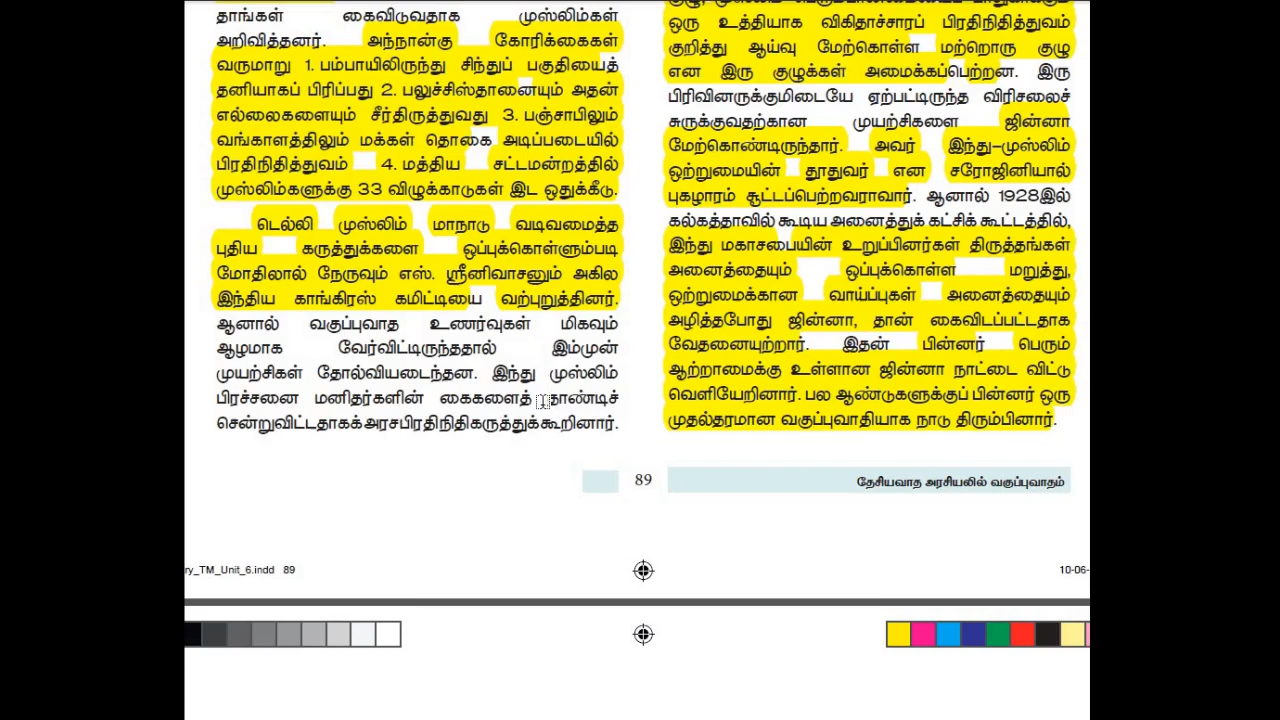 தாங்கள் கைவிடுவதாக முஸ்லிம்கள்
அறிவித்தனர். அந்நான்கு கோரிக்கைகள்
வருமாறு 1. பம்பாயிலிருந்து சிந்துப் பகுதியைத்
தனியாகப் பிரிப்பது 2. பலுச்சிஸ்தானையும் அதன்
எல்லைகளையும் சீர்திருத்துவது 3. பஞ்சாபிலும்
வங்காளத்திலும் மக்கள் தொகை அடிப்படையில்
பிரதிநிதித்துவம் 4. மத்திய சட்டமன்றத்தில்
முஸ்லிம்களுக்கு 33 விழுக்காடுகள் இட ஒதுக்கீடு.
டெல்லி முஸ்லிம் மாநாடு வடிவமைத்த
புதிய கருத்துக்களை ஒப்புக்கொள்ளும்படி
மோதிலால் நேருவும் எஸ். ஸ்ரீனிவாசனும் அகில
இந்திய காங்கிரஸ் கமிட்டியை வற்புறுத்தினர்.
ஆனால் வகுப்புவாத உணர்வுகள் மிகவும்
ஆழமாக வேர்விட்டிருந்ததால் இம்முன்
முயற்சிகள் தோல்வியடைந்தன. இந்து முஸ்லிம்
பிரச்சனை மனிதர்களின் கைகளைத் தாண்டிச்
சென்றுவிட்டதாகக்அரசபிரதிநிதிகருத்துக்கூறினார்.
ஒரு உத்தியாக விகிதாச்சாரப் பிரதிநிதித்துவம்
குறித்து ஆய்வு மேற்கொள்ள மற்றொரு குழு
என இரு குழுக்கள் அமைக்கப்பெற்றன. இரு
பிரிவினருக்குமிடையே ஏற்பட்டிருந்த விரிசலைச்
சுருக்குவதற்கான முயற்சிகளை ஜின்னா
மேற்கொண்டிருந்தார். அவர் இந்து–முஸ்லிம்
ஒற்றுமையின் தூதுவர் என சரோஜினியால்
புகழாரம் சூட்டப்பெற்றவராவார். ஆனால் 1928இல்
கல்கத்தாவில் கூடிய அனைத்துக் கட்சிக் கூட்டத்தில்,
இந்து மகாசபையின் உறுப்பினர்கள் திருத்தங்கள்
அனைத்தையும் ஒப்புக்கொள்ள மறுத்து,
ஒற்றுமைக்கான வாய்ப்புகள் அனைத்தையும்
அழித்தபோது ஜின்னா, தான் கைவிடப்பட்டதாக
வேதனையுற்றார். இதன் பின்னர் பெரும்
ஆற்றாமைக்கு உள்ளான ஜின்னா நாட்டை விட்டு
வெளியேறினார். பல ஆண்டுகளுக்குப் பின்னர் ஒரு
முதல்தரமான வகுப்புவாதியாக நாடு திரும்பினார்.
89
தேசியவாத அரசியலில் வகுப்புவாதம்
ry_TM_Unit_6.indd 89
10-06-